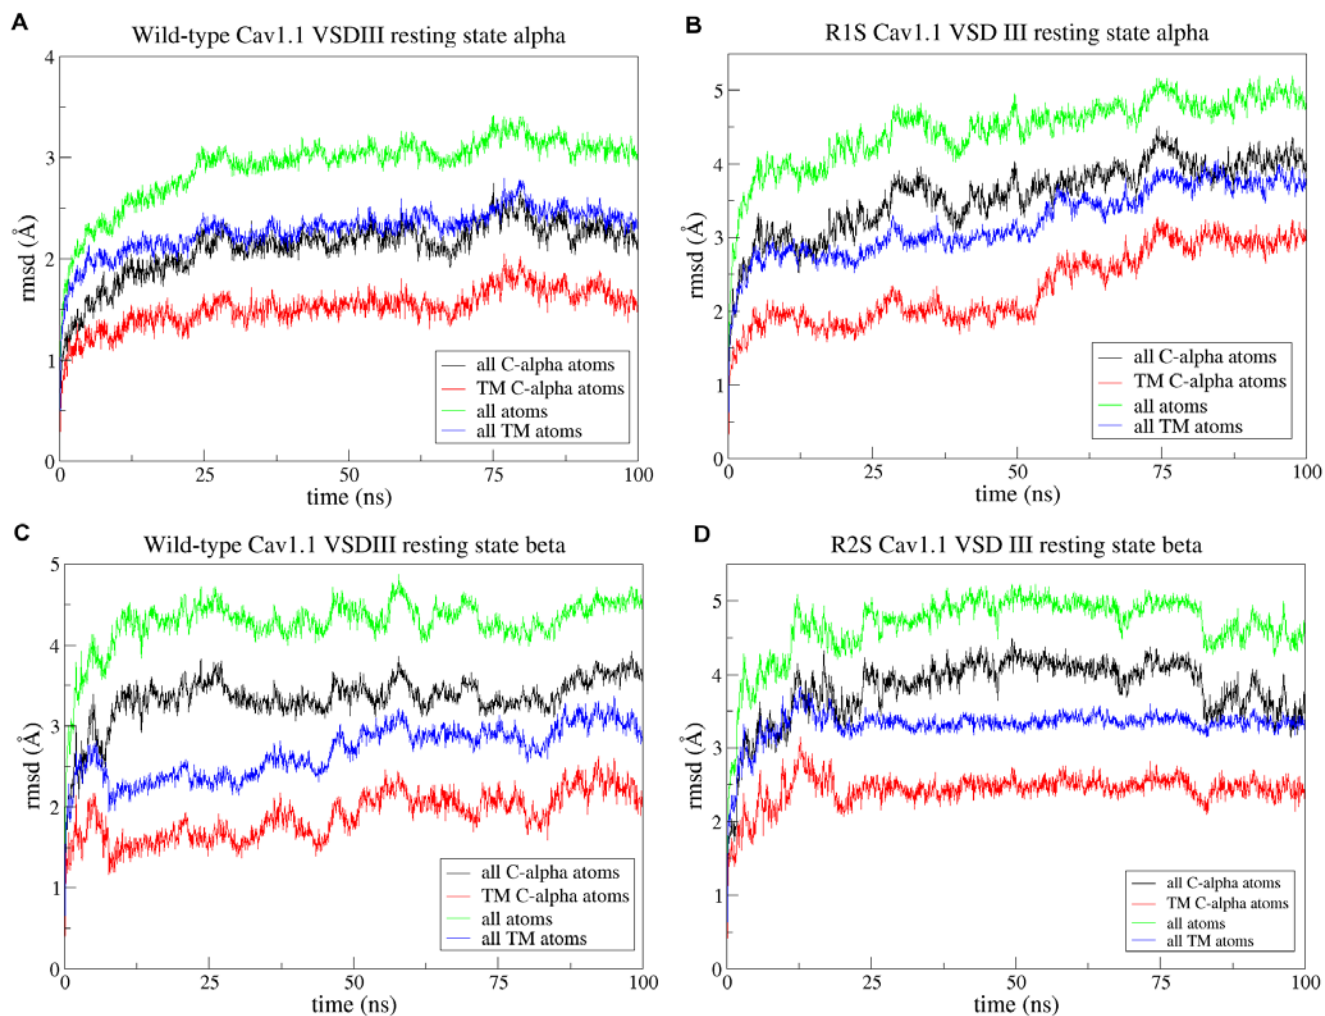 A
Wild-type Cav1.1 VSDIII resting state alpha
4
3
2
1
0
rmsd (Å)
0 25 50 75 100
time (ns)
all C-alpha atoms
TM C-alpha atoms
all atoms
all TM atoms
B
R1S Cav1.1 VSD III resting state alpha
5
4
3
2
1
0
rmsd (Å)
0 25 50 75 100
time (ns)
all C-alpha atoms
TM C-alpha atoms
all atoms
all TM atoms
C
Wild-type Cav1.1 VSDIII resting state beta
5
4
3
2
1
0
rmsd (Å)
0 25 50 75 100
time (ns)
all C-alpha atoms
TM C-alpha atoms
all atoms
all TM atoms
D
R2S Cav1.1 VSD III resting state beta
5
4
3
2
1
0
rmsd (Å)
0 25 50 75 100
time (ns)
all C-alpha atoms
TM C-alpha atoms
all atoms
all TM atoms